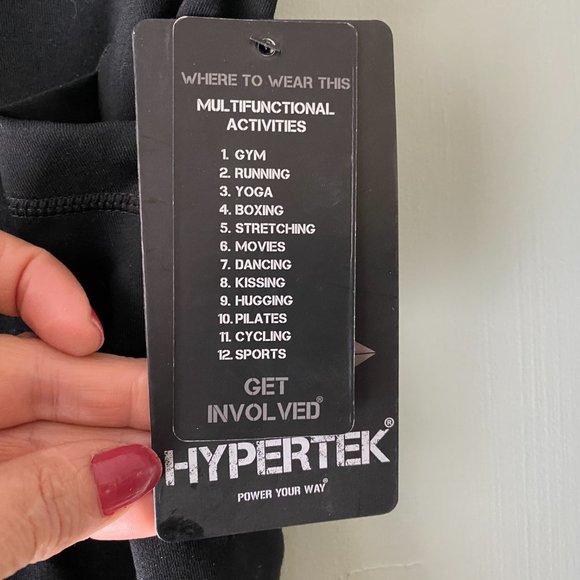 WHERE TO WEAR THIS
MULTIFUNCTIONAL
ACTIVITIES
1. GYM
2. RUNNING
3. YOGA
4. BOXING
5. STRETCHING
6. MOVIES
7. DANCING
8. KISSING
9. HUGGING
10. PILATES
11. CYCLING
12. SPORTS
GET
INVOLVED®
HYPERTEK®
POWER YOUR WAY®